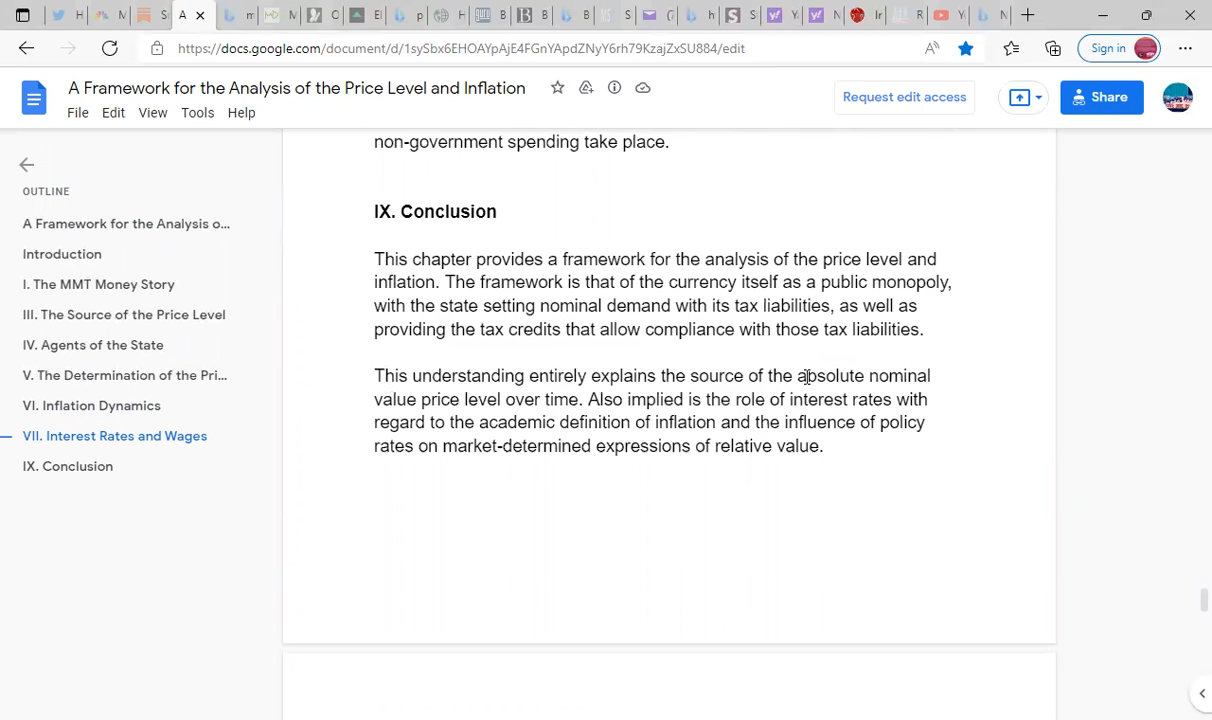 A
Sign in
https://docs.google.com/document/d/1sySbx6EHOAYpAjE4FGnYApdZNyY6rh79KzajZxSU884/edit
A Framework for the Analysis of the Price Level and Inflation
File Edit View Tools Help
Request edit access
Share
OUTLINE
A Framework for the Analysis o...
Introduction
I. The MMT Money Story
III. The Source of the Price Level
IV. Agents of the State
V. The Determination of the Pri...
VI. Inflation Dynamics
VII. Interest Rates and Wages
IX. Conclusion
non-government spending take place.
IX. Conclusion
This chapter provides a framework for the analysis of the price level and
inflation. The framework is that of the currency itself as a public monopoly,
with the state setting nominal demand with its tax liabilities, as well as
providing the tax credits that allow compliance with those tax liabilities.
This understanding entirely explains the source of the absolute nominal
value price level over time. Also implied is the role of interest rates with
regard to the academic definition of inflation and the influence of policy
rates on market-determined expressions of relative value.